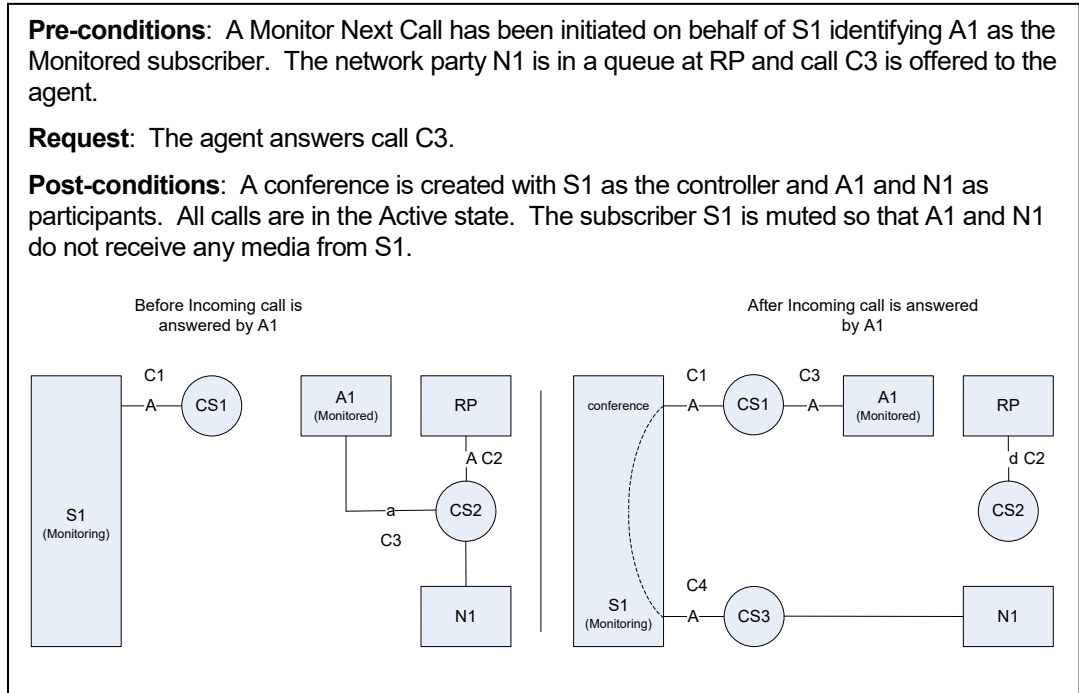 Pre-conditions: A Monitor Next Call has been initiated on behalf of S1 identifying A1 as the
Monitored subscriber. The network party N1 is in a queue at RP and call C3 is offered to the
agent.
Request: The agent answers call C3.
Post-conditions: A conference is created with S1 as the controller and A1 and N1 as
participants. All calls are in the Active state. The subscriber S1 is muted so that A1 and N1
do not receive any media from S1.
Before Incoming call is
answered by A1
C1
A
CS1
S1
(Monitoring)
A1
(Monitored)
RP
A C2
a
C3
CS2
N1
After Incoming call is answered
by A1
conference
C1
A
CS1
C3
A
A1
(Monitored)
RP
d C2
CS2
S1
(Monitoring)
C4
A
CS3
N1